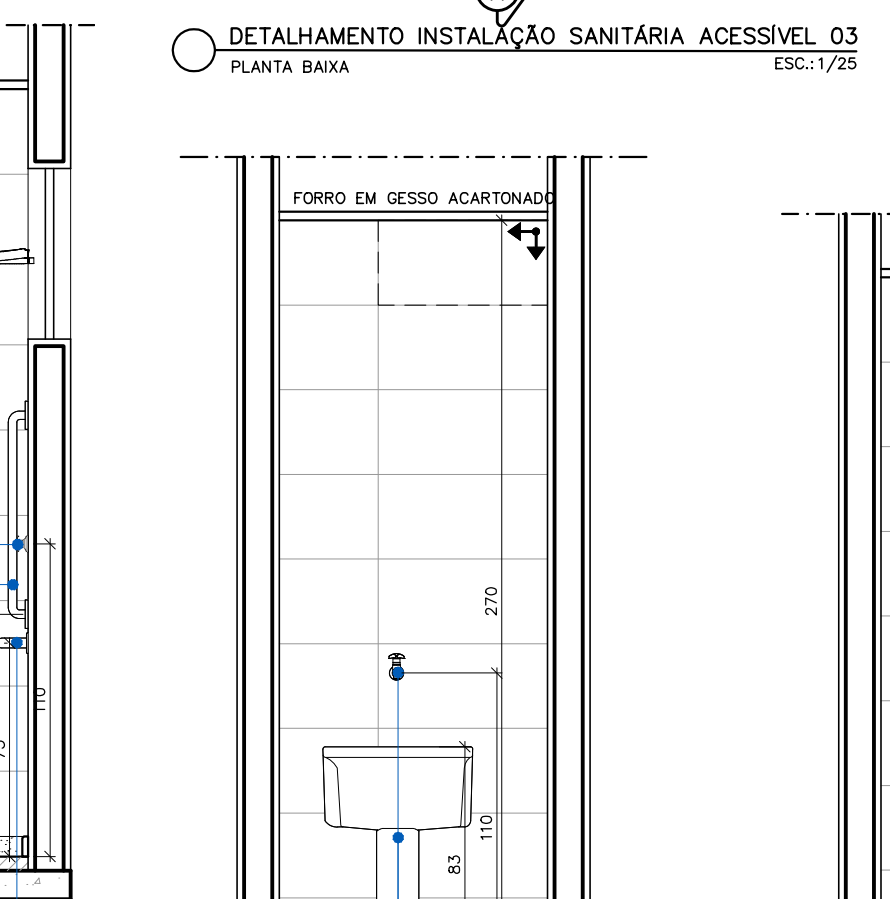 DETALHAMENTO INSTALAÇÃO SANITÁRIA ACESSÍVEL 03
PLANTA BAIXA
ESC.: 1/25
FORRO EM GESSO ACARTONADO
270
110
110
83